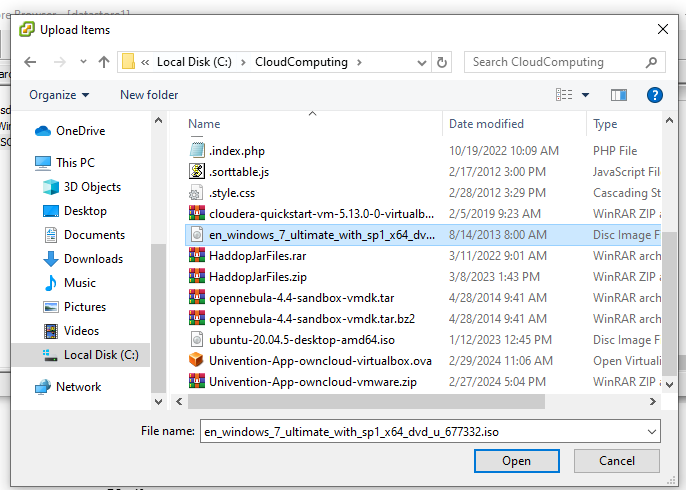 ore Browser - [datastore1]
Upload Items
« Local Disk (C:) > CloudComputing >
Search CloudComputing
Organize
New folder
Name
Date modified
Type
OneDrive
This PC
3D Objects
Desktop
Documents
Downloads
Music
Pictures
Videos
Local Disk (C:)
Network
.index.php 10/19/2022 10:09 AM PHP File
.sorttable.js 2/17/2012 3:00 PM JavaScript Fil
.style.css 2/28/2012 3:29 PM Cascading St
cloudera-quickstart-vm-5.13.0-0-virtualb... 2/5/2019 9:23 AM WinRAR ZIP a
en_windows_7_ultimate_with_sp1_x64_dv... 8/14/2013 8:00 AM Disc Image F
HaddopJarFiles.rar 3/11/2022 9:01 AM WinRAR arch
HaddopJarFiles.zip 3/8/2023 1:43 PM WinRAR ZIP a
opennebula-4.4-sandbox-vmdk.tar 4/28/2014 9:41 AM WinRAR arch
opennebula-4.4-sandbox-vmdk.tar.bz2 4/28/2014 9:41 AM WinRAR arch
ubuntu-20.04.5-desktop-amd64.iso 1/12/2023 12:45 PM Disc Image F
Univention-App-owncloud-virtualbox.ova 2/29/2024 11:06 AM Open Virtuali
Univention-App-owncloud-vmware.zip 2/27/2024 5:04 PM WinRAR ZIP a
File name: en_windows_7_ultimate_with_sp1_x64_dvd_u_677332.iso
Open
Cancel